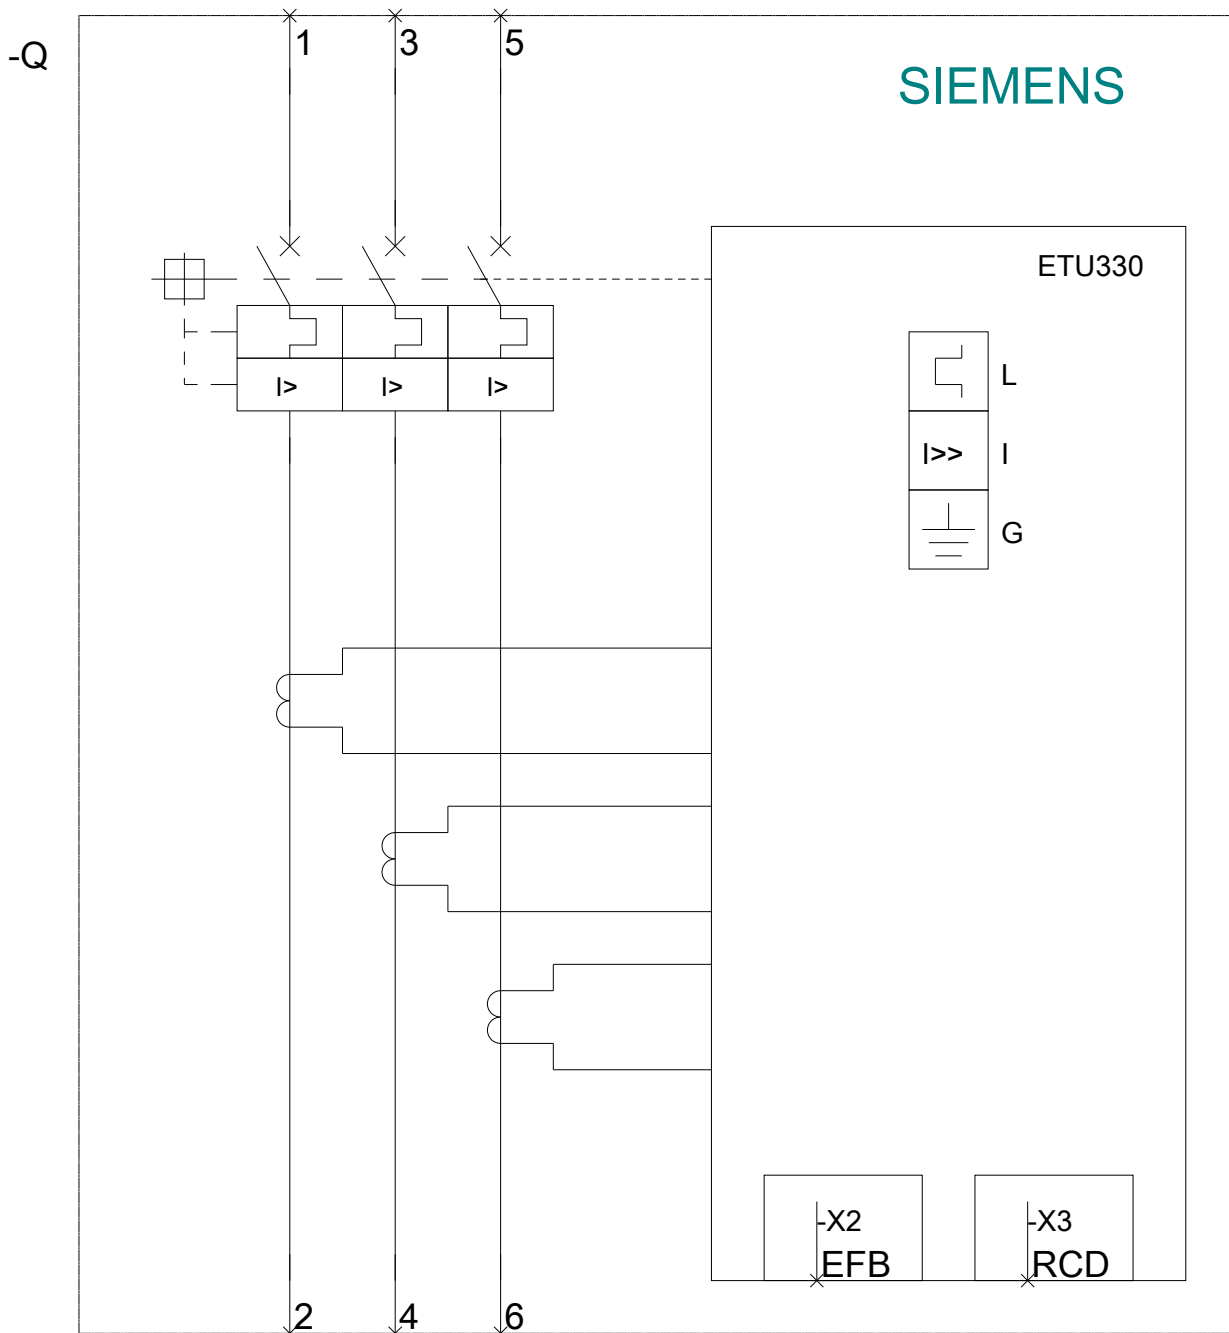 1 3 5
-Q
SIEMENS
ETU330
L
I> I> I>
I>> I
G
-X2 -X3
EFB RCD
2 4 6